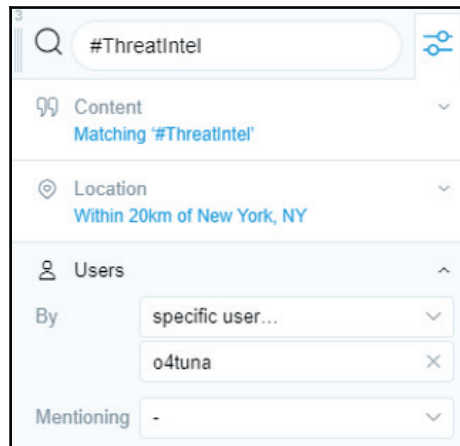 3
#ThreatIntel
Content
Matching '#ThreatIntel'
Location
Within 20km of New York, NY
Users
By
specific user...
o4tuna
Mentioning
-